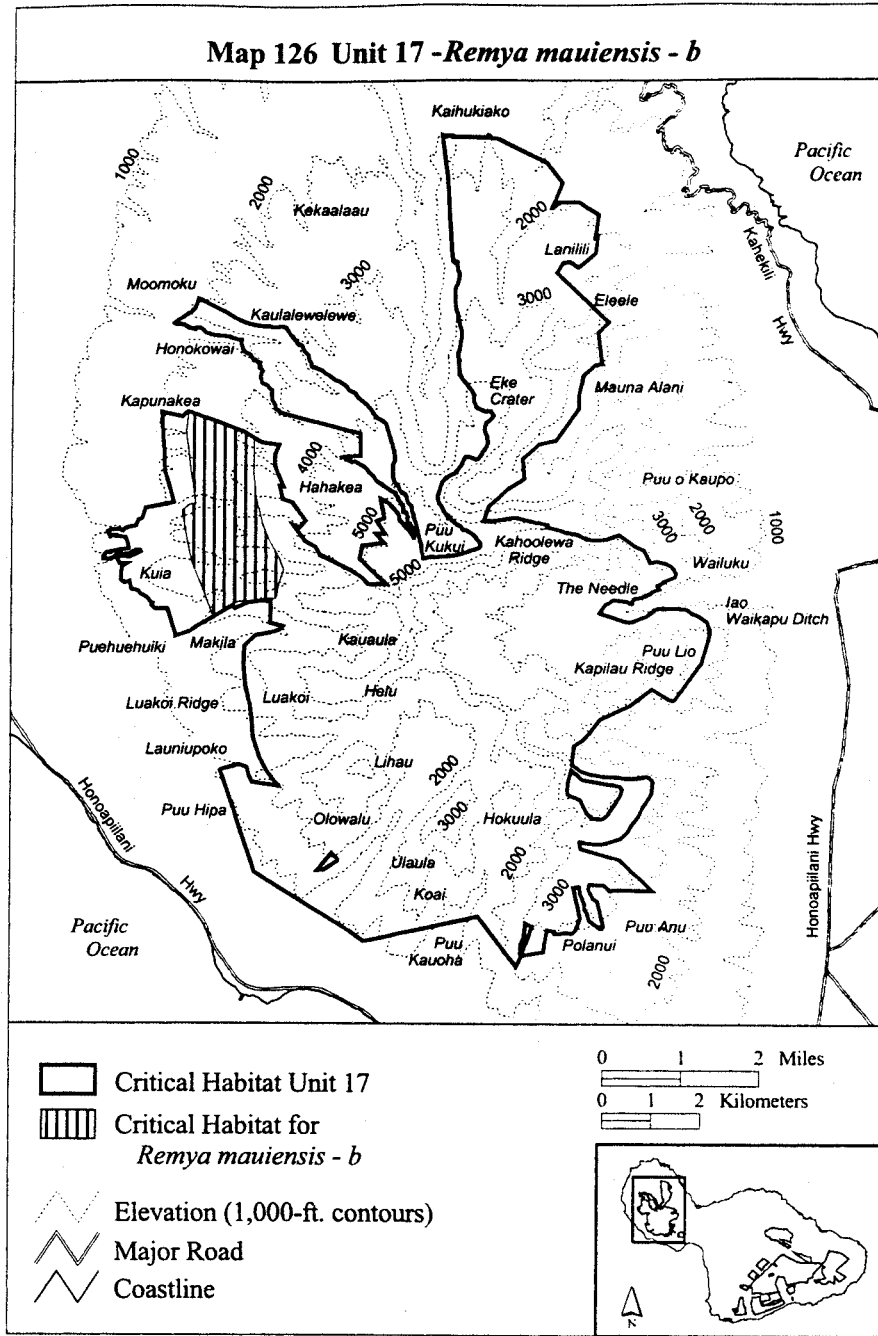 Map 126 Unit 17 -Remya mauiensis - b
Kaihukiako
Pacific
Ocean
1000
2000
Kekaalaau
2000
Lanilili
Kahekili
Hwy
3000
3000
Eleele
Moomoku
Kaulalewelewe
Honokowai
Eke
Crater
Mauna Alani
Kapunakea
4000
Hahakea
Puu o Kaupo
5000
Puu
Kukui
Kahoolewa
Ridge
3000
2000
1000
Wailuku
Kuia
5000
The Needle
Iao
Waikapu Ditch
Puehuehuiki
Makila
Kauaula
Puu Lio
Kapilau Ridge
Luakoi Ridge
Luakoi
Helu
Launiupoko
Lihau
2000
Honoapiilani
Hwy
Puu Hipa
Olowalu
3000
Hokuula
Ulaula
2000
Honoapiilani Hwy
Koai
3000
Pacific
Ocean
Puu
Kauoha
Polanui
Puu Anu
2000
Critical Habitat Unit 17
Critical Habitat for
Remya mauiensis - b
Elevation (1,000-ft. contours)
Major Road
Coastline
0 1 2 Miles
0 1 2 Kilometers
N